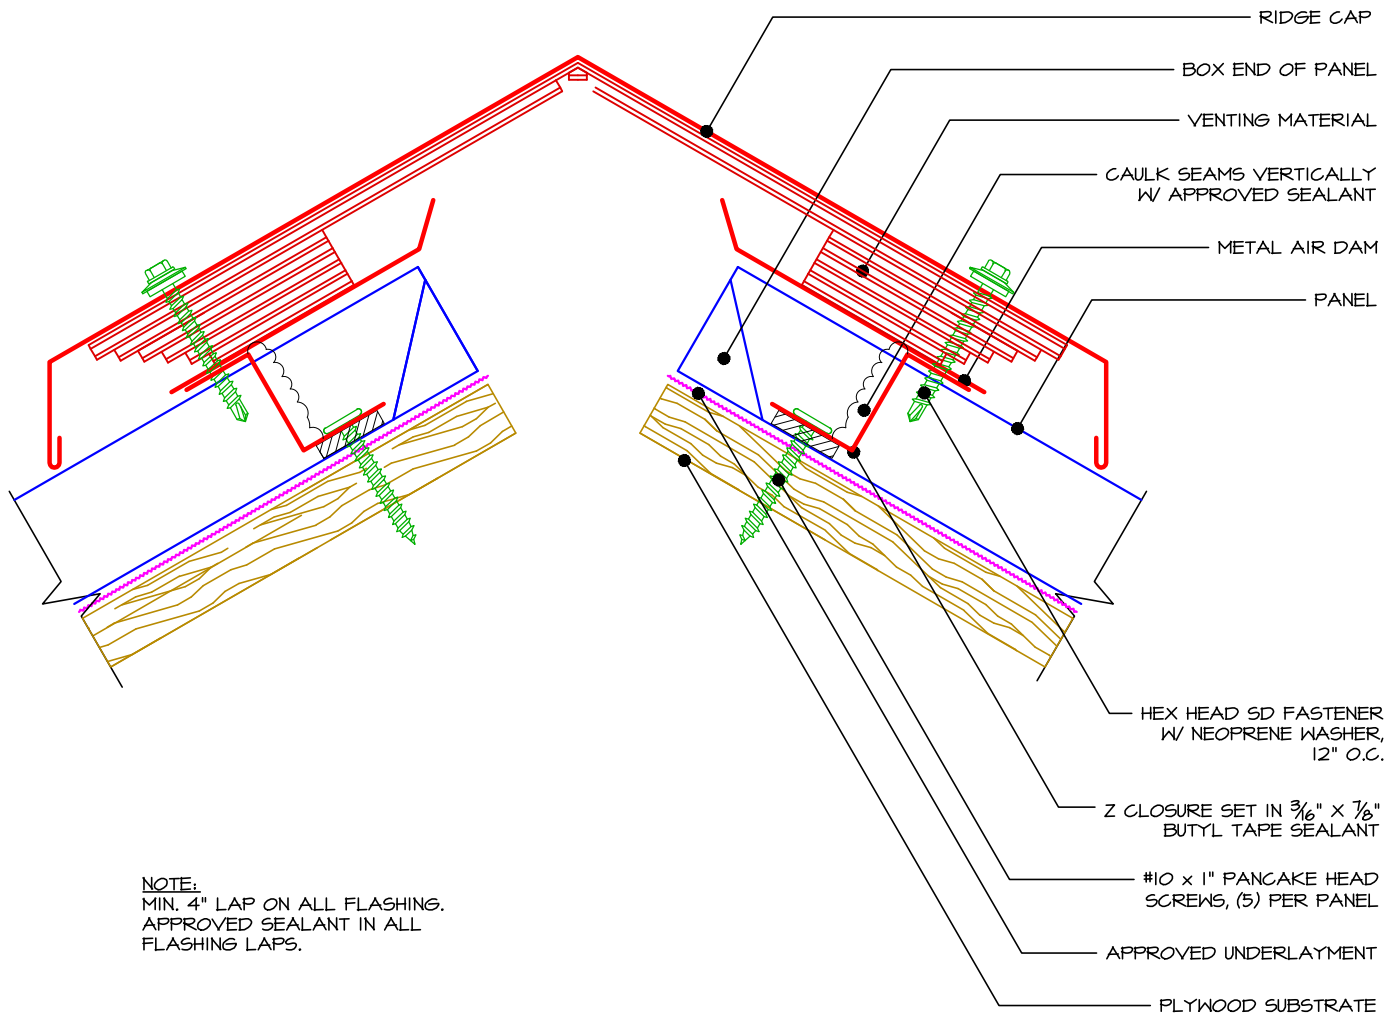 RIDGE CAP
BOX END OF PANEL
VENTING MATERIAL
CAULK SEAMS VERTICALLY
W/ APPROVED SEALANT
METAL AIR DAM
PANEL
HEX HEAD SD FASTENER
W/ NEOPRENE WASHER,
12" O.C.
Z CLOSURE SET IN 3/16" X 7/8"
BUTYL TAPE SEALANT
#10 x 1" PANCAKE HEAD
SCREWS, (5) PER PANEL
APPROVED UNDERLAYMENT
PLYWOOD SUBSTRATE
NOTE:
MIN. 4" LAP ON ALL FLASHING.
APPROVED SEALANT IN ALL
FLASHING LAPS.